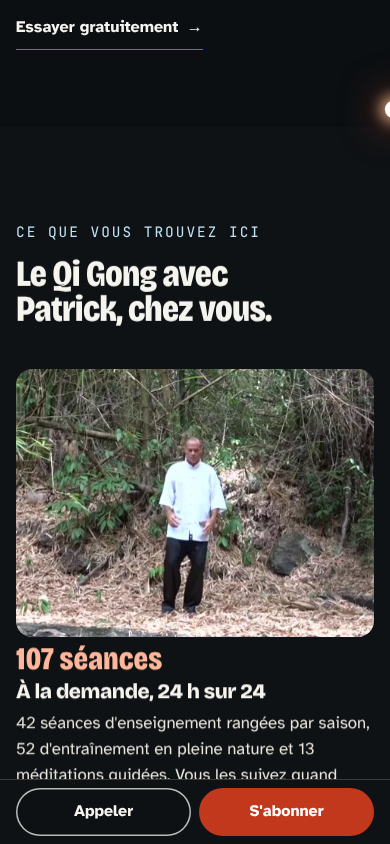 Essayer gratuitement →
CE QUE VOUS TROUVEZ ICI
Le Qi Gong avec
Patrick, chez vous.
107 séances
À la demande, 24 h sur 24
42 séances d'enseignement rangées par saison,
52 d'entraînement en pleine nature et 13
méditations guidées. Vous les suivez quand
Appeler
S'abonner